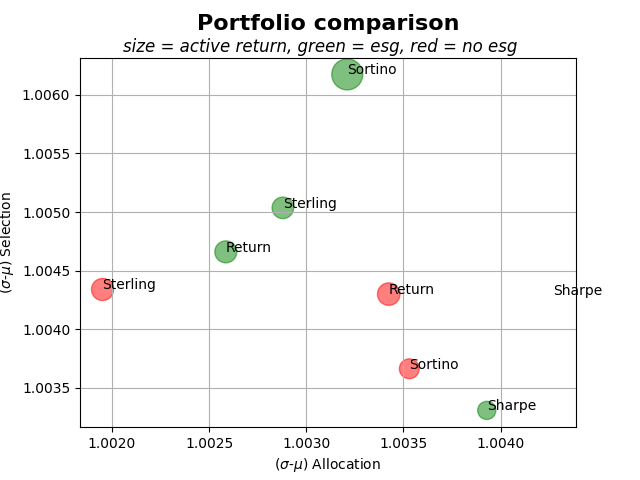 Portfolio comparison
size = active return, green = esg, red = no esg
Sortino
1.0060
1.0055
Sterling
1.0050
Return
1.0045
Sterling
Return
Sharpe
1.0040
Sortino
1.0035
Sharpe
(σ-μ) Selection
1.0020 1.0025 1.0030 1.0035 1.0040
(σ-μ) Allocation